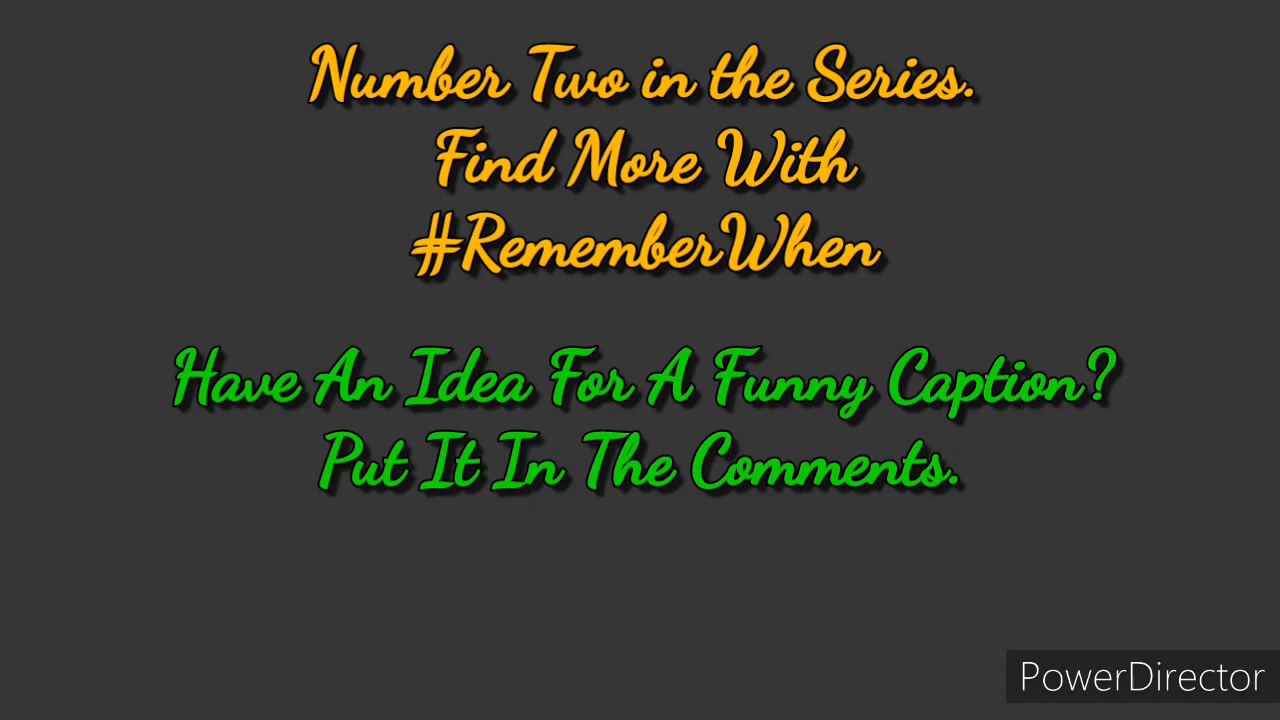 Number Two in the Series.
Find More With
#RememberWhen
Have An Idea For A Funny Caption?
Put It In The Comments.
PowerDirector